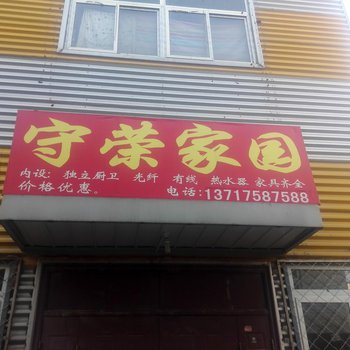 守荣家园
内设: 独立厨卫 光纤 有线 热水器 家具齐全
价格优惠。 电话:13717587588